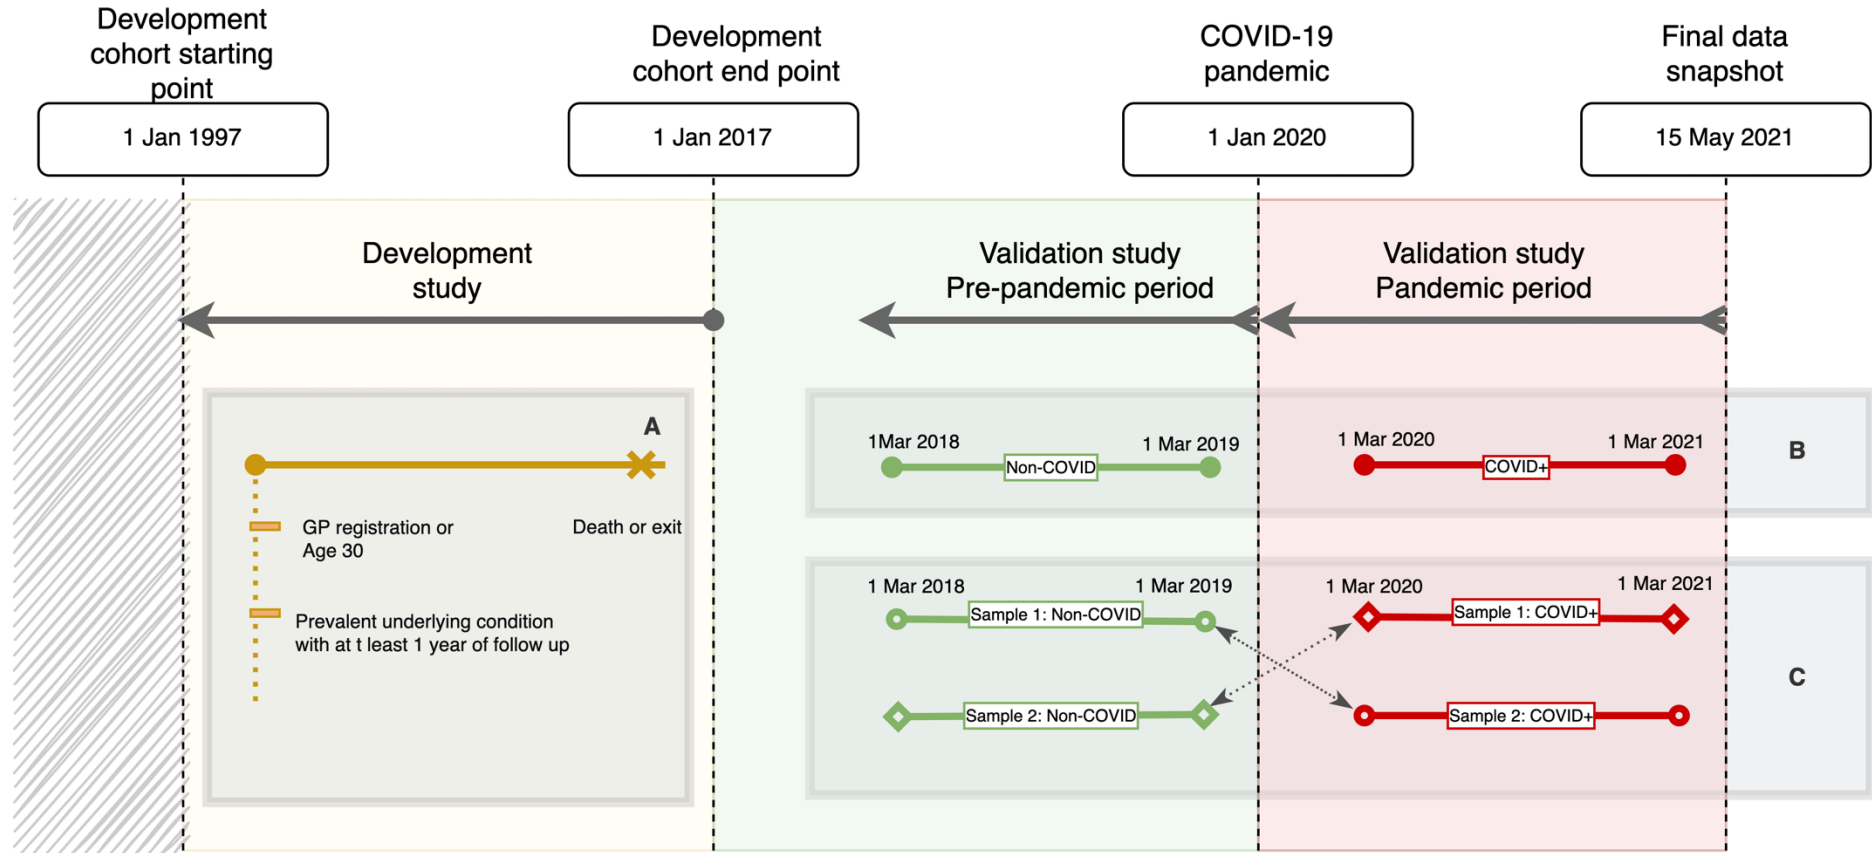 Development
cohort starting
point
1 Jan 1997
Development
cohort end point
1 Jan 2017
COVID-19
pandemic
1 Jan 2020
Final data
snapshot
15 May 2021
Development
study
Validation study
Pre-pandemic period
Validation study
Pandemic period
A
GP registration or
Age 30
Death or exit
Prevalent underlying condition
with at t least 1 year of follow up
1Mar 2018
1 Mar 2019
Non-COVID
1 Mar 2020
1 Mar 2021
COVID+
B
1 Mar 2018
1 Mar 2019
Sample 1: Non-COVID
1 Mar 2020
1 Mar 2021
Sample 1: COVID+
Sample 2: Non-COVID
Sample 2: COVID+
C